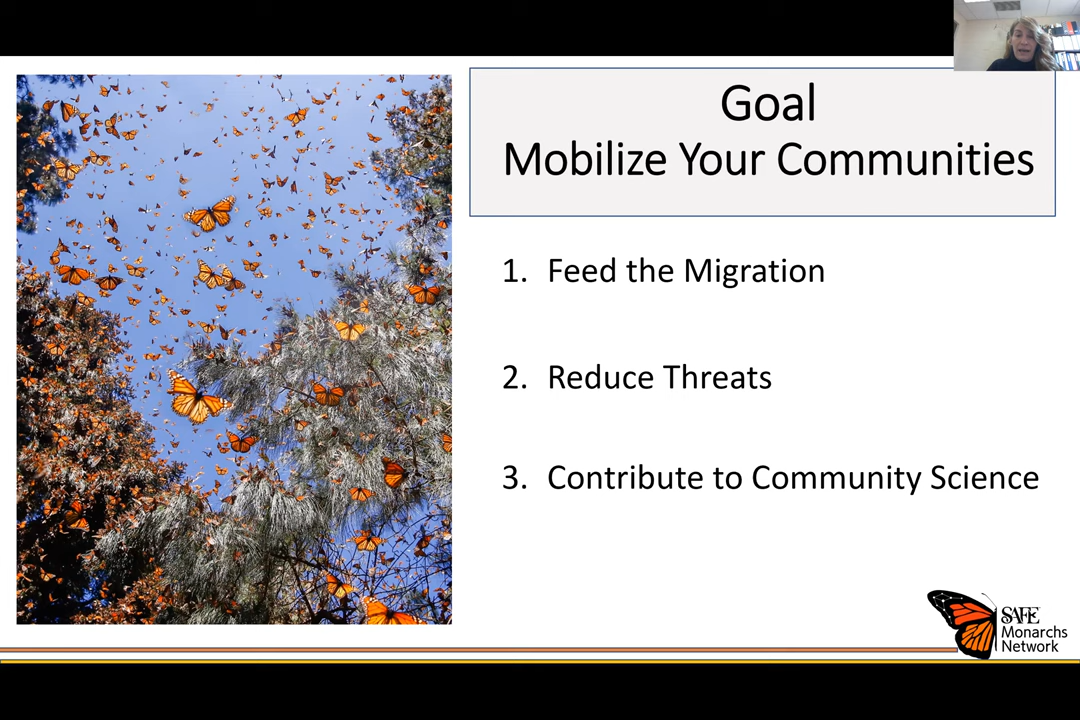 Goal
Mobilize Your Communities
1. Feed the Migration
2. Reduce Threats
3. Contribute to Community Science
SAFE
Monarchs
Network